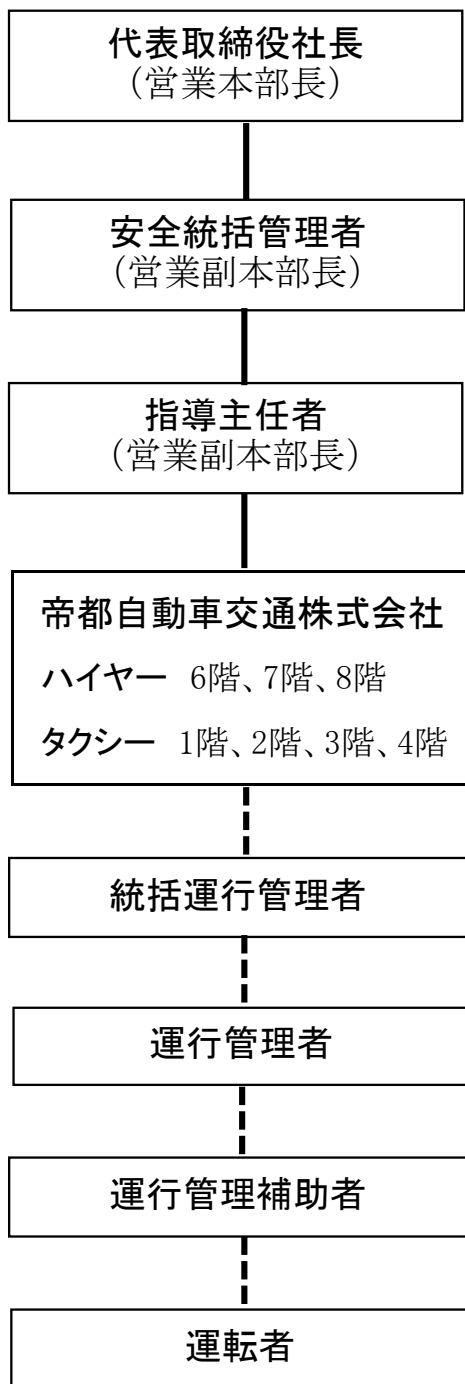 代表取締役社長
（営業本部長）
安全統括管理者
（営業副本部長）
指導主任者
（営業副本部長）
帝都自動車交通株式会社
ハイヤー 6階、7階、8階
タクシー 1階、2階、3階、4階
統括運行管理者
運行管理者
運行管理補助者
運転者